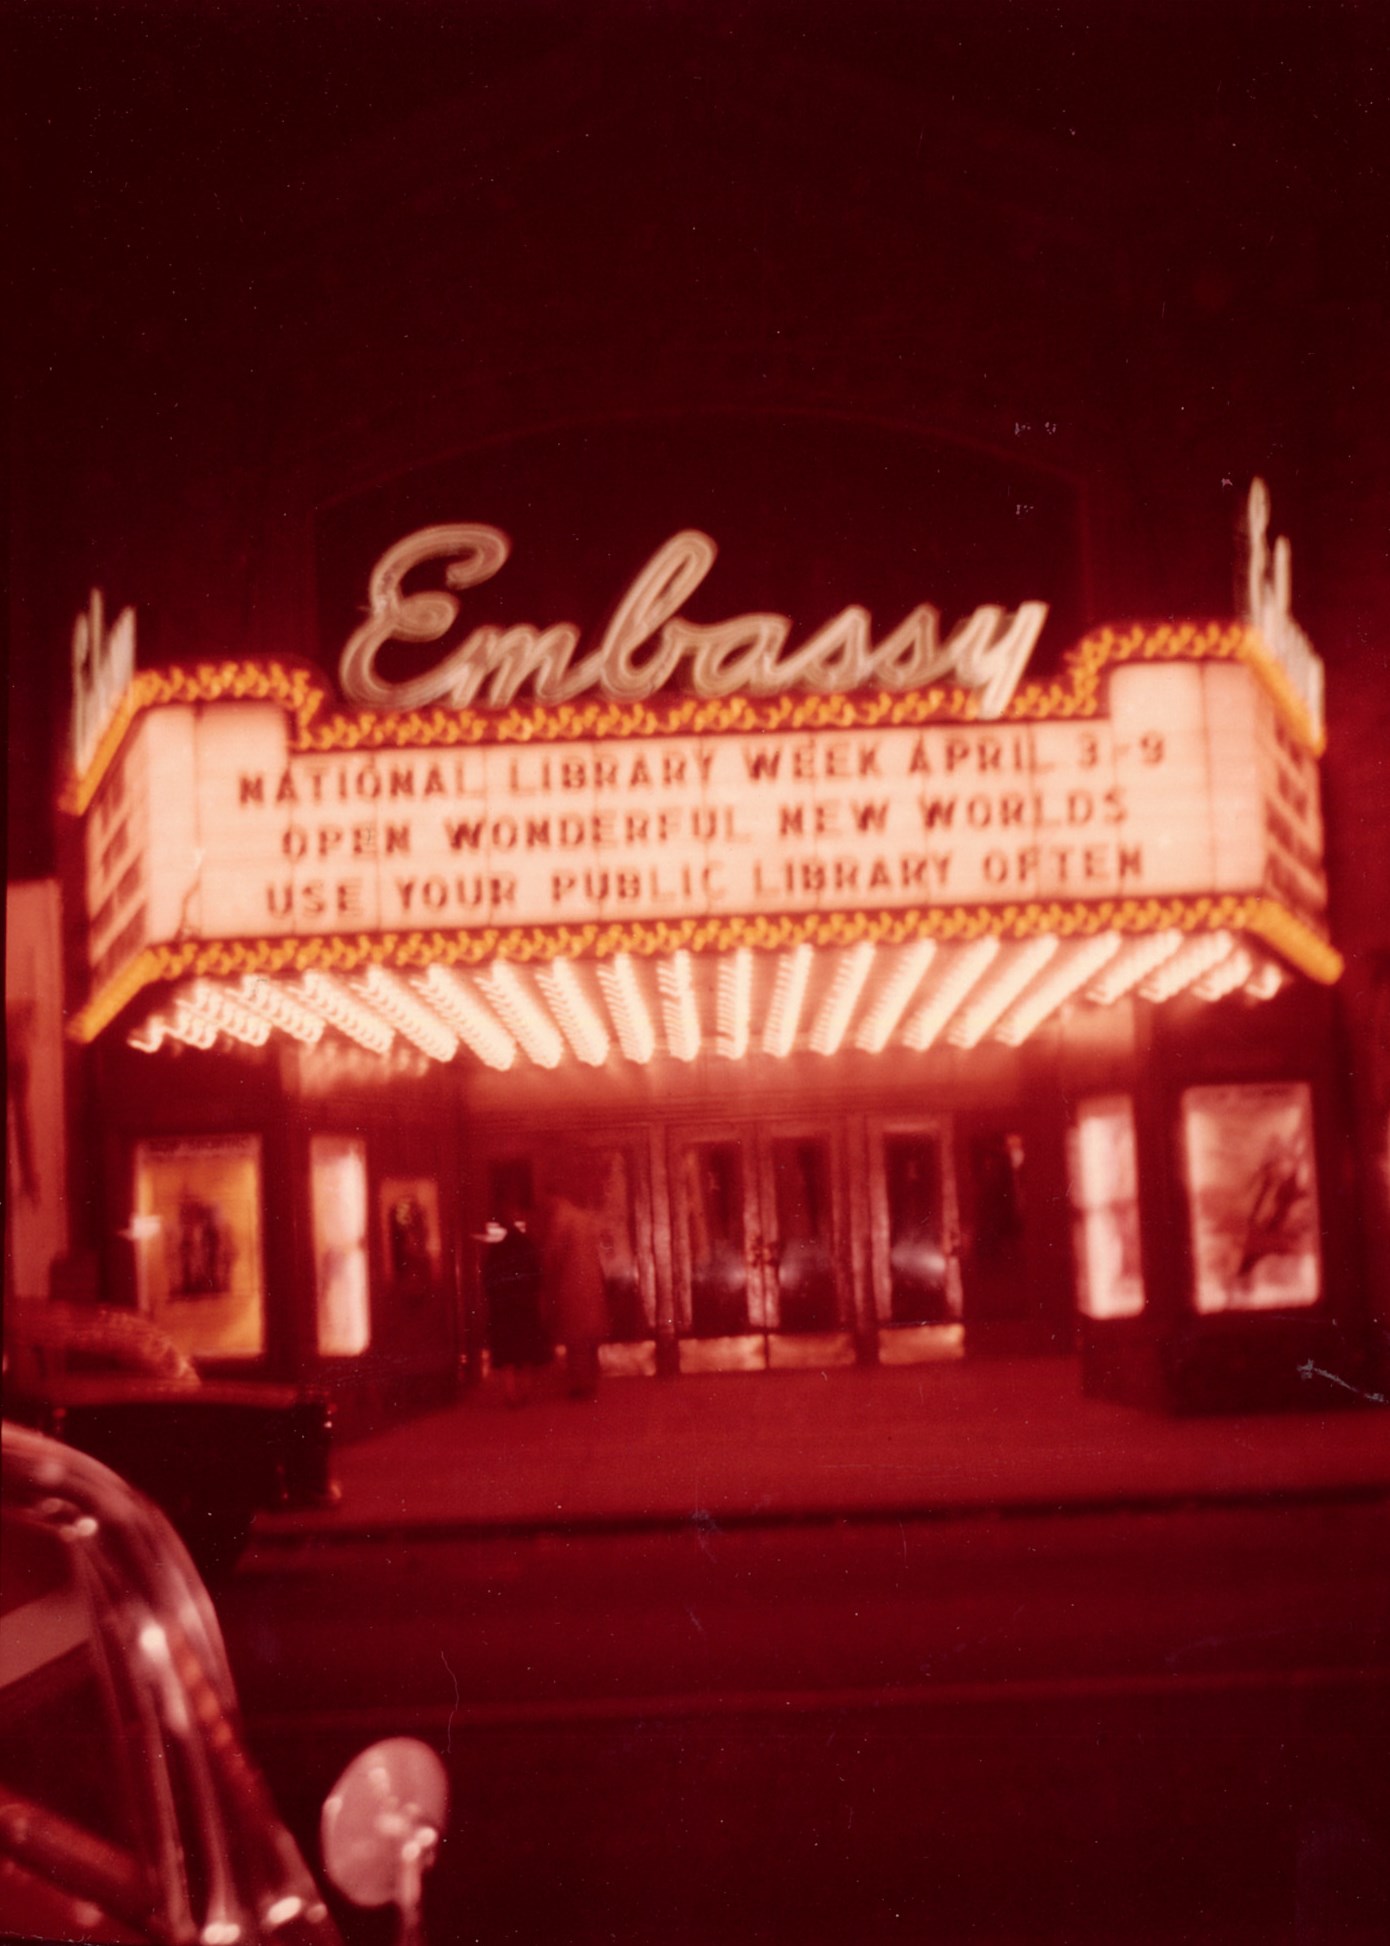 Embassy
NATIONAL LIBRARY WEEK APRIL 3-9
OPEN WONDERFUL NEW WORLDS
USE YOUR PUBLIC LIBRARY OFTEN